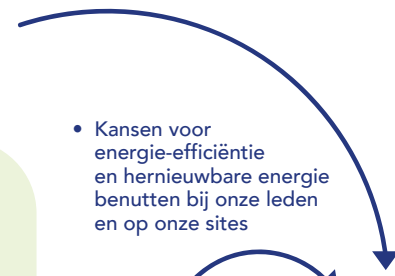 • Kansen voor
energie-efficiëntie
en hernieuwbare energie
benutten bij onze leden
en op onze sites